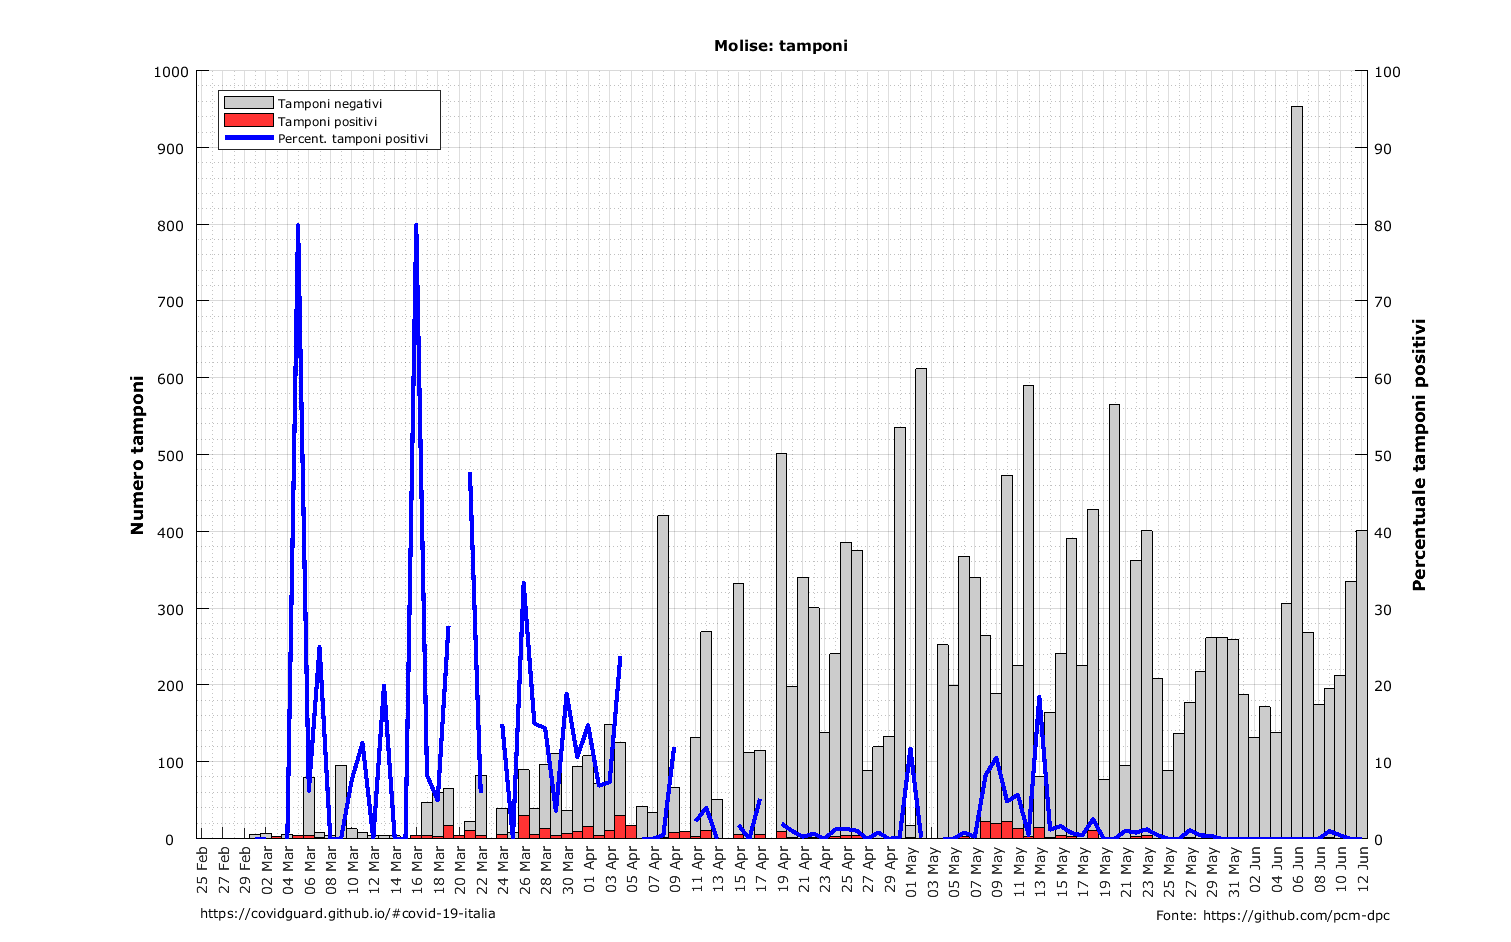 Molise: tamponi
1000
900
800
700
600
500
400
300
200
100
0
Numero tamponi
Tamponi negativi
Tamponi positivi
Percent. tamponi positivi
100
90
80
70
60
50
40
30
20
10
0
Percentuale tamponi positivi
25 Feb
27 Feb
29 Feb
02 Mar
04 Mar
06 Mar
08 Mar
10 Mar
12 Mar
14 Mar
16 Mar
18 Mar
20 Mar
22 Mar
24 Mar
26 Mar
28 Mar
30 Mar
01 Apr
03 Apr
05 Apr
07 Apr
09 Apr
11 Apr
13 Apr
15 Apr
17 Apr
19 Apr
21 Apr
23 Apr
25 Apr
27 Apr
29 Apr
01 May
03 May
05 May
07 May
09 May
11 May
13 May
15 May
17 May
19 May
21 May
23 May
25 May
27 May
29 May
31 May
02 Jun
04 Jun
06 Jun
08 Jun
10 Jun
12 Jun
https://covidguard.github.io/#covid-19-italia
Fonte: https://github.com/pcm-dpc